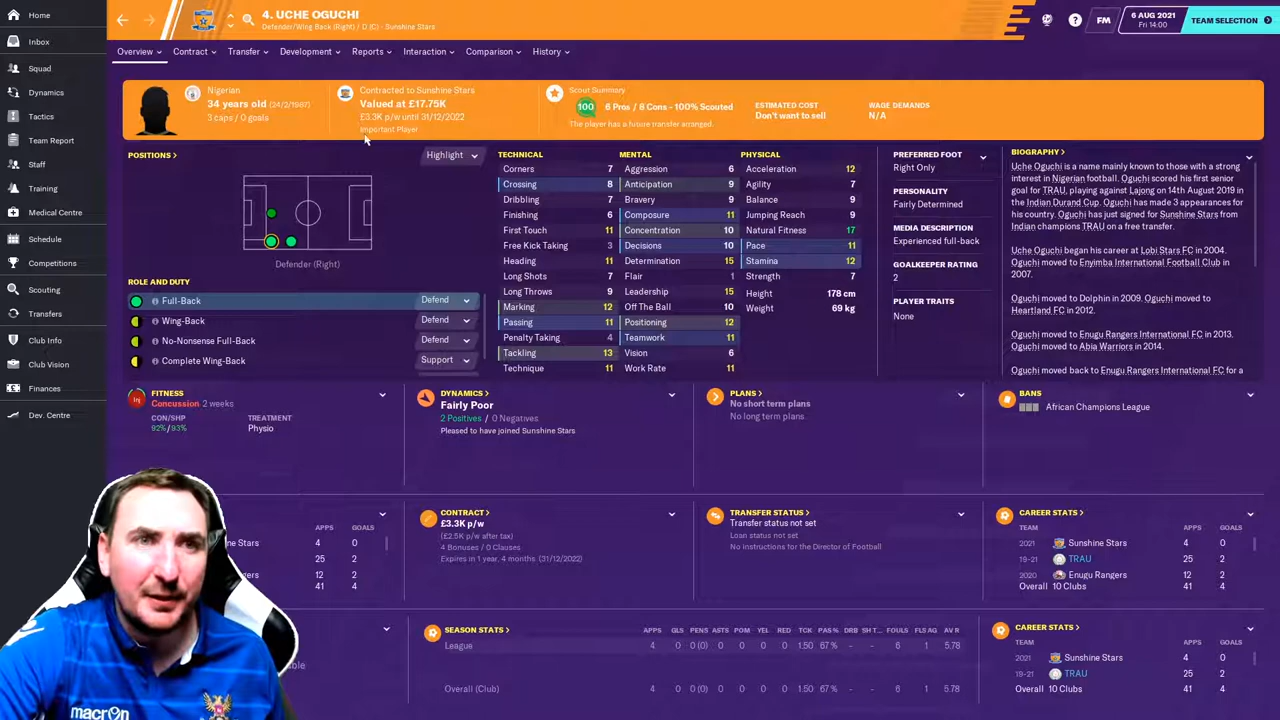 Home
Inbox
Squad
Dynamics
Tactics
Team Report
Staff
Training
Medical Centre
Schedule
Competitions
Scouting
Transfers
Club Info
Club Vision
Finances
Dev. Centre
4. UCHE OGUCHI
Defender/Wing Back (Right) / D (C) - Sunshine Stars
? FM
6 AUG 2021
Fri 14:00
TEAM SELECTION
Overview Contract Transfer Development Reports Interaction Comparison History
Nigerian
34 years old (24/2/1987)
3 caps / 0 goals
Contracted to Sunshine Stars
Valued at £17.75K
£3.3K p/w until 31/12/2022
Important Player
Scout Summary
100 6 Pros / 6 Cons - 100% Scouted
The player has a future transfer arranged.
ESTIMATED COST
Don't want to sell
WAGE DEMANDS
N/A
POSITIONS
Highlight
Defender (Right)
ROLE AND DUTY
Full-Back Defend
Wing-Back Defend
No-Nonsense Full-Back Defend
Complete Wing-Back Support
TECHNICAL
Corners 7
Crossing 8
Dribbling 7
Finishing 6
First Touch 11
Free Kick Taking 3
Heading 11
Long Shots 7
Long Throws 9
Marking 12
Passing 11
Penalty Taking 4
Tackling 13
Technique 11
MENTAL
Aggression 6
Anticipation 9
Bravery 9
Composure 11
Concentration 10
Decisions 10
Determination 15
Flair 1
Leadership 15
Off The Ball 10
Positioning 12
Teamwork 11
Vision 6
Work Rate 11
PHYSICAL
Acceleration 12
Agility 7
Balance 9
Jumping Reach 9
Natural Fitness 17
Pace 11
Stamina 12
Strength 7
Height 178 cm
Weight 69 kg
PREFERRED FOOT
Right Only
PERSONALITY
Fairly Determined
MEDIA DESCRIPTION
Experienced full-back
GOALKEEPER RATING
2
PLAYER TRAITS
None
BIOGRAPHY
Uche Oguchi is a name mainly known to those with a strong
interest in Nigerian football. Oguchi scored his first senior
goal for TRAU, playing against Lajong on 14th August 2019 in
the Indian Durand Cup. Oguchi has made 3 appearances for
his country. Oguchi has just signed for Sunshine Stars from
Indian champions TRAU on a free transfer.
Uche Oguchi began his career at Lobi Stars FC in 2004.
Oguchi moved to Enyimba International Football Club in
2007.
Oguchi moved to Dolphin in 2009. Oguchi moved to
Heartland FC in 2012.
Oguchi moved to Enugu Rangers International FC in 2013.
Oguchi moved to Abia Warriors in 2014.
Oguchi moved back to Enugu Rangers International FC for a
FITNESS
Inj
Concussion 2 weeks
CON/SHP
92%/93%
TREATMENT
Physio
DYNAMICS
Fairly Poor
2 Positives / 0 Negatives
Pleased to have joined Sunshine Stars
PLANS
No short term plans
No long term plans
BANS
African Champions League
APPS GOALS
ne Stars 4 0
25 2
ngers 12 2
41 4
CONTRACT
£3.3K p/w
(£2.5K p/w after tax)
4 Bonuses / 0 Clauses
Expires in 1 year, 4 months (31/12/2022)
TRANSFER STATUS
Transfer status not set
Loan status not set
No instructions for the Director of Football
CAREER STATS
TEAM APPS GOALS
2021 Sunshine Stars 4 0
19-21 TRAU 25 2
2020 Enugu Rangers 12 2
Overall 10 Clubs 41 4
SEASON STATS APPS GLS PENS ASTS POM YEL RED TCK PAS% DRB SH T... FOULS FLS AG AV R
League 4 0 0 (0) 0 0 0 0 1.50 67 % - - 6 1 5.78
Overall (Club) 4 0 0 (0) 0 0 0 0 1.50 67 % - - 6 1 5.78
CAREER STATS
TEAM APPS GOALS
2021 Sunshine Stars 4 0
19-21 TRAU 25 2
Overall 10 Clubs 41 4
macron